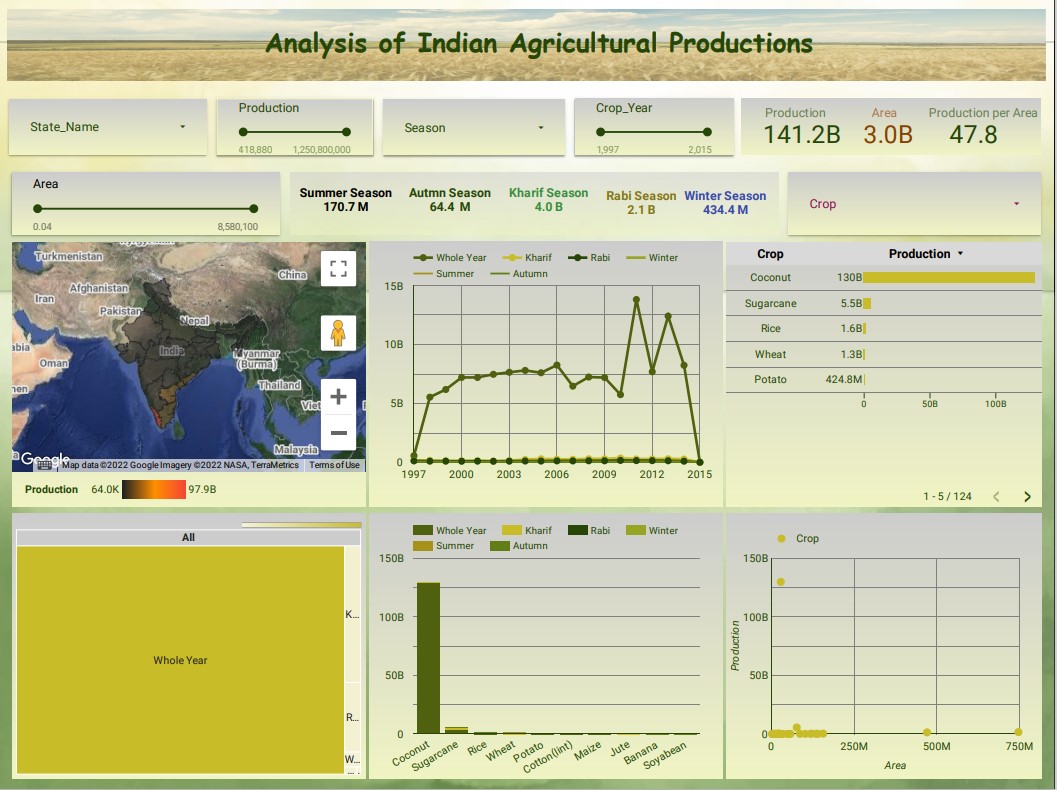 Analysis of Indian Agricultural Productions
State_Name
Production
418,880 1,250,800,000
Season
Crop_Year
1,997 2,015
Production Area Production per Area
141.2B 3.0B 47.8
Area
0.04 8,580,100
Summer Season Autmn Season Kharif Season Rabi Season Winter Season
170.7 M 64.4 M 4.0 B 2.1 B 434.4 M
Crop
Turkmenistan
China
Afghanistan
Iran
Pakistan
Nepal
India
Myanmar
(Burma)
Oman
Thailand
Viet
Malaysia
Google
Map data ©2022 Google Imagery ©2022 NASA, TerraMetrics Terms of Use
Production 64.0K 97.9B
Whole Year Kharif Rabi Winter
Summer Autumn
15B
10B
5B
0
1997 2000 2003 2006 2009 2012 2015
Crop Production
Coconut 130B
Sugarcane 5.5B
Rice 1.6B
Wheat 1.3B
Potato 424.8M
0 50B 100B
1 - 5 / 124
All
Whole Year
K...
R...
W...
Whole Year Kharif Rabi Winter
Summer Autumn
150B
100B
50B
0
Coconut Sugarcane Rice Wheat Potato Cotton(lint) Maize Jute Banana Soyabean
Crop
150B
100B
50B
0
Production
0 250M 500M 750M
Area